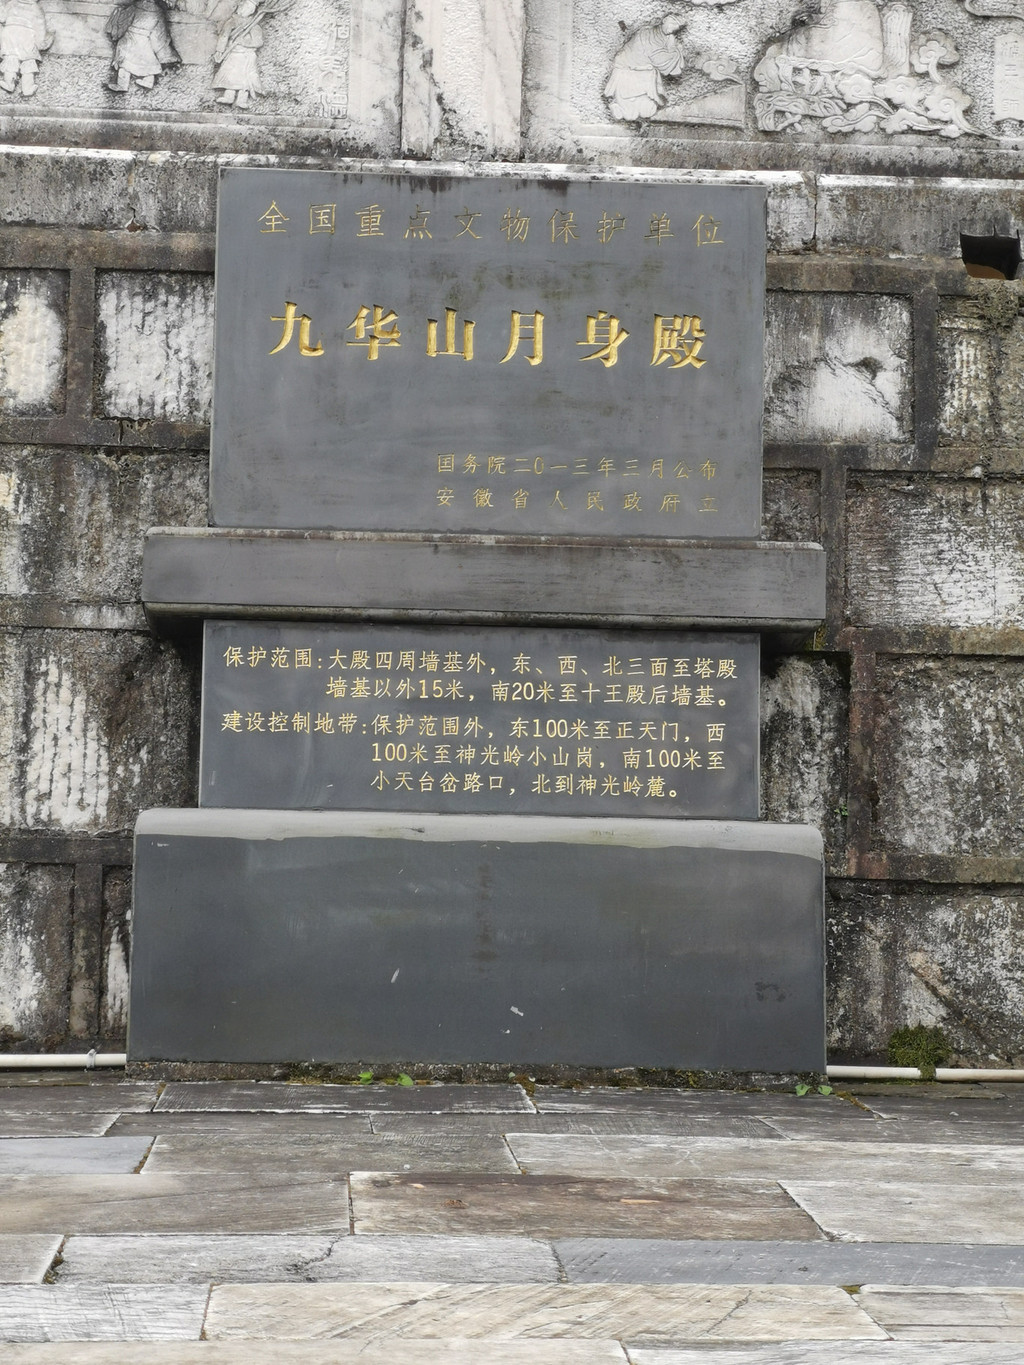 全国重点文物保护单位
九华山月身殿
国务院二0一三年三月公布
安徽省人民政府立
保护范围:大殿四周墙基外，东、西、北三面至塔殿
墙基以外15米，南20米至十王殿后墙基。
建设控制地带:保护范围外，东100米至正天门，西
100米至神光岭小山岗，南100米至
小天台岔路口，北到神光岭麓。